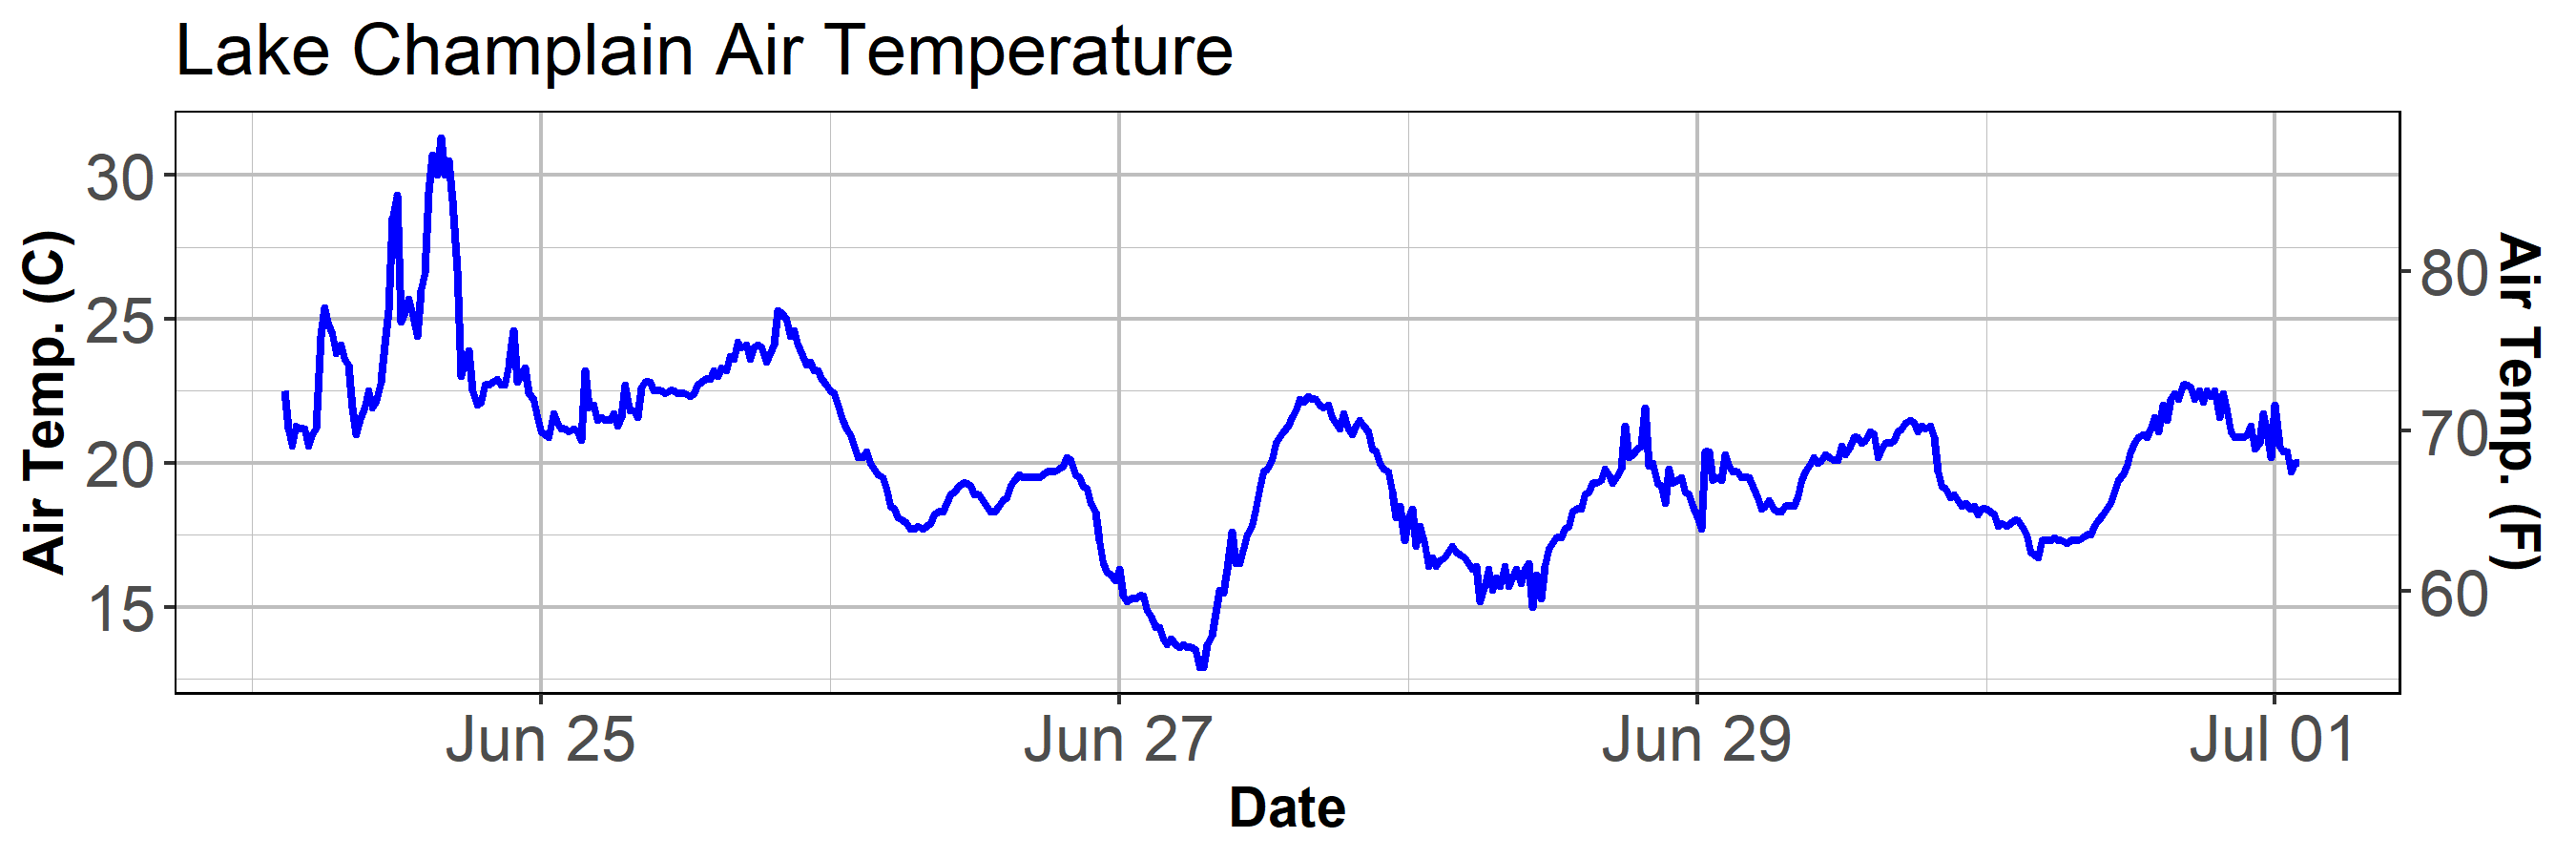 Lake Champlain Air Temperature
Air Temp. (C)
30
25
20
15
80
70
60
Air Temp. (F)
Jun 25
Jun 27
Jun 29
Jul 01
Date